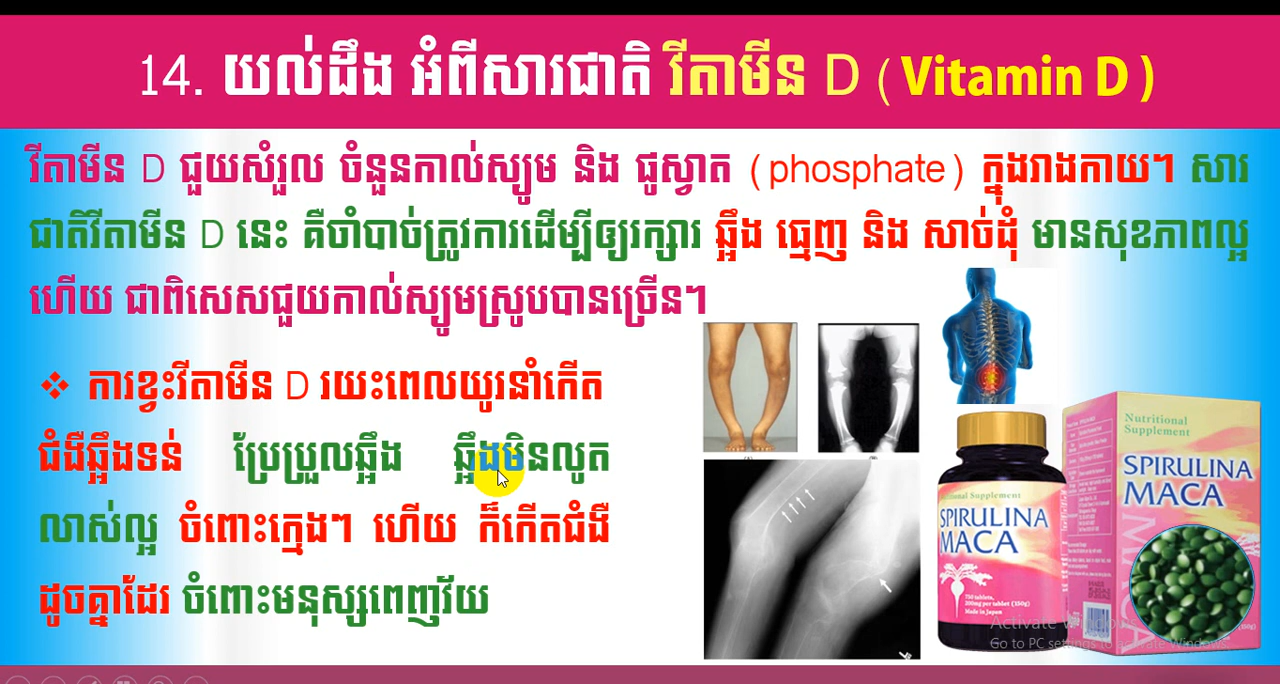 14. យល់ដឹង អំពីសារជាតិ វីតាមីន D ( Vitamin D )
វីតាមីន D ជួយសំរួល ចំនួនកាល់ស្យូម និង ផូស្វាត ( phosphate ) ក្នុងរាងកាយ។ សារ
ជាតិវីតាមីន D នេះ គឺចាំបាច់ត្រូវការដើម្បីឲ្យរក្សារ ឆ្អឹង ធ្មេញ និង សាច់ដុំ មានសុខភាពល្អ
ហើយ ជាពិសេសជួយកាល់ស្យូមស្រូបបានច្រើន។
❖ ការខ្វះវីតាមីន D រយះពេលយូរនាំកើត
ជំងឺឆ្អឹងទន់ ប្រែប្រួលឆ្អឹង ឆ្អឹងមិនលូត
លាស់ល្អ ចំពោះក្មេង។ ហើយ ក៏កើតជំងឺ
ដូចគ្នាដែរ ចំពោះមនុស្សពេញវ័យ
Nutritional Supplement
SPIRULINA
MACA
750 tablets,
200mg per tablet (150g)
Made in Japan
Nutritional
Supplement
SPIRULINA
MACA
MACA
Activate Windows
Go to PC settings to activate Windows.